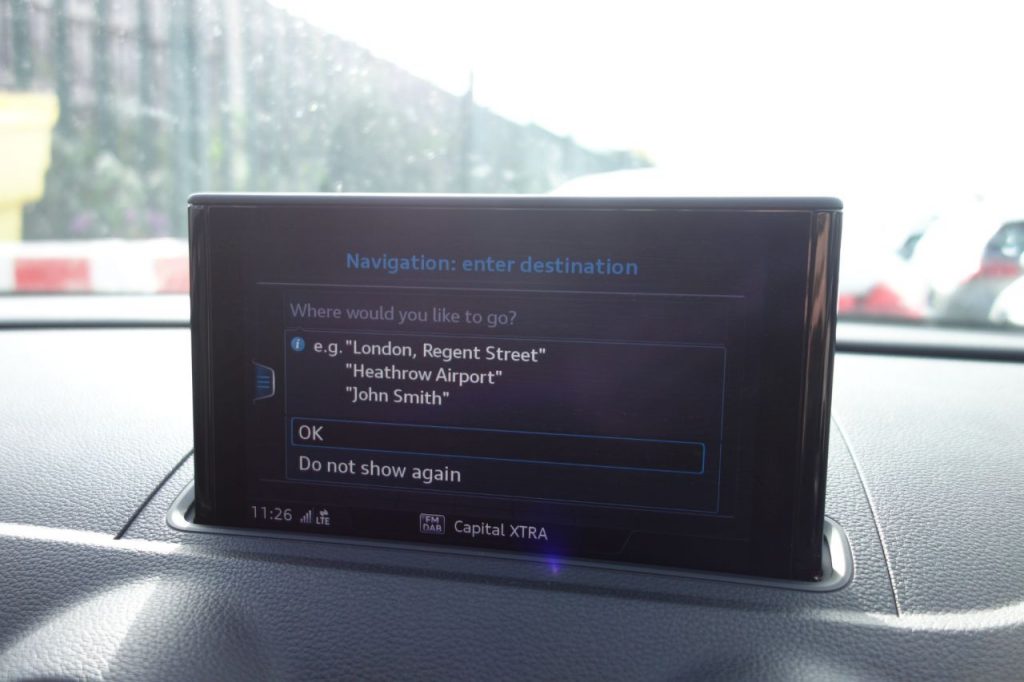 Navigation: enter destination
Where would you like to go?
i e.g. "London, Regent Street"
"Heathrow Airport"
"John Smith"
OK
Do not show again
11:26 LTE FM DAB Capital XTRA